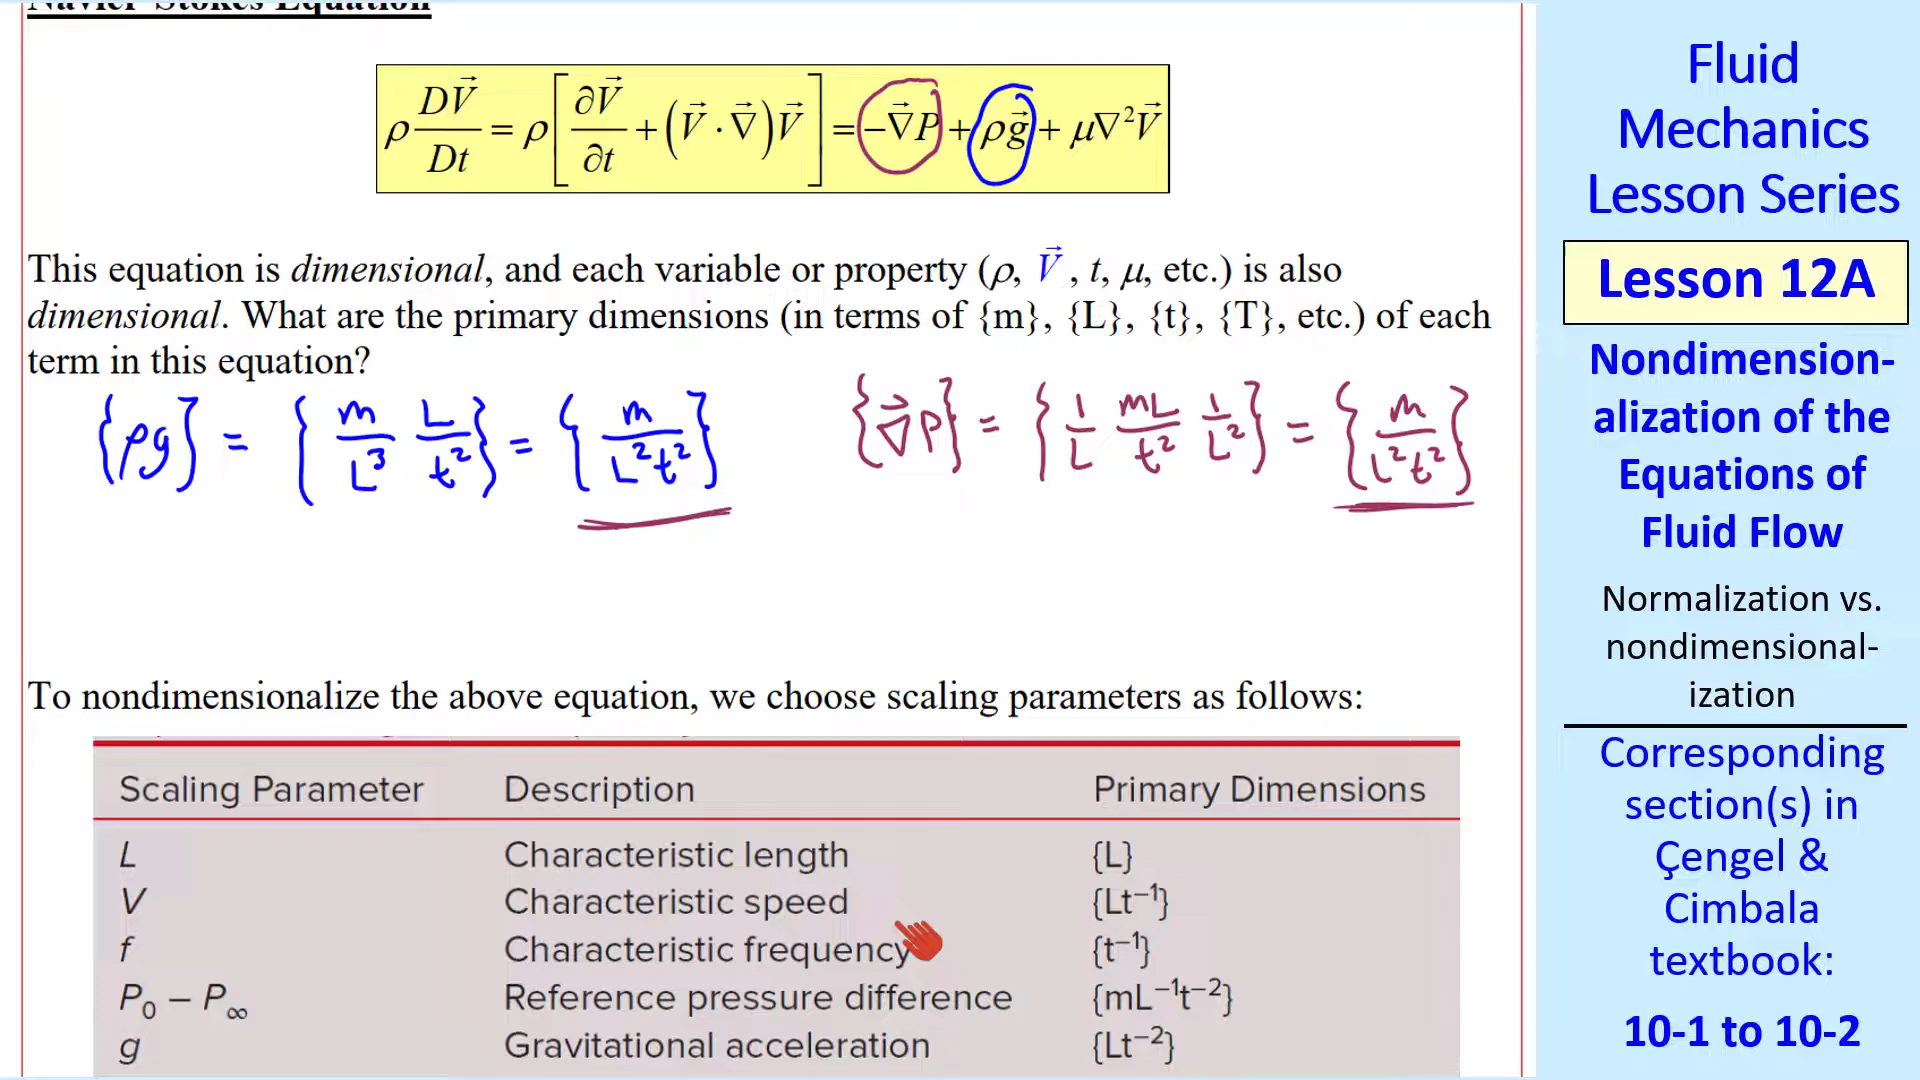 Navier-Stokes Equation
ρ DV⃗/Dt = ρ[∂V⃗/∂t + (V⃗ · ∇⃗)V⃗] = −∇⃗P + ρg⃗ + μ∇²V⃗
This equation is dimensional, and each variable or property (ρ, V⃗, t, μ, etc.) is also
dimensional. What are the primary dimensions (in terms of {m}, {L}, {t}, {T}, etc.) of each
term in this equation?
{ρg} = {m/L³ L/t²} = {m/L²t²}
{∇⃗P} = {1/L mL/t² 1/L²} = {m/L²t²}
To nondimensionalize the above equation, we choose scaling parameters as follows:
Scaling Parameter Description Primary Dimensions
L Characteristic length {L}
V Characteristic speed {Lt⁻¹}
f Characteristic frequency {t⁻¹}
P₀ − P∞ Reference pressure difference {mL⁻¹t⁻²}
g Gravitational acceleration {Lt⁻²}
Fluid
Mechanics
Lesson Series
Lesson 12A
Nondimension-
alization of the
Equations of
Fluid Flow
Normalization vs.
nondimensional-
ization
Corresponding
section(s) in
Çengel &
Cimbala
textbook:
10-1 to 10-2